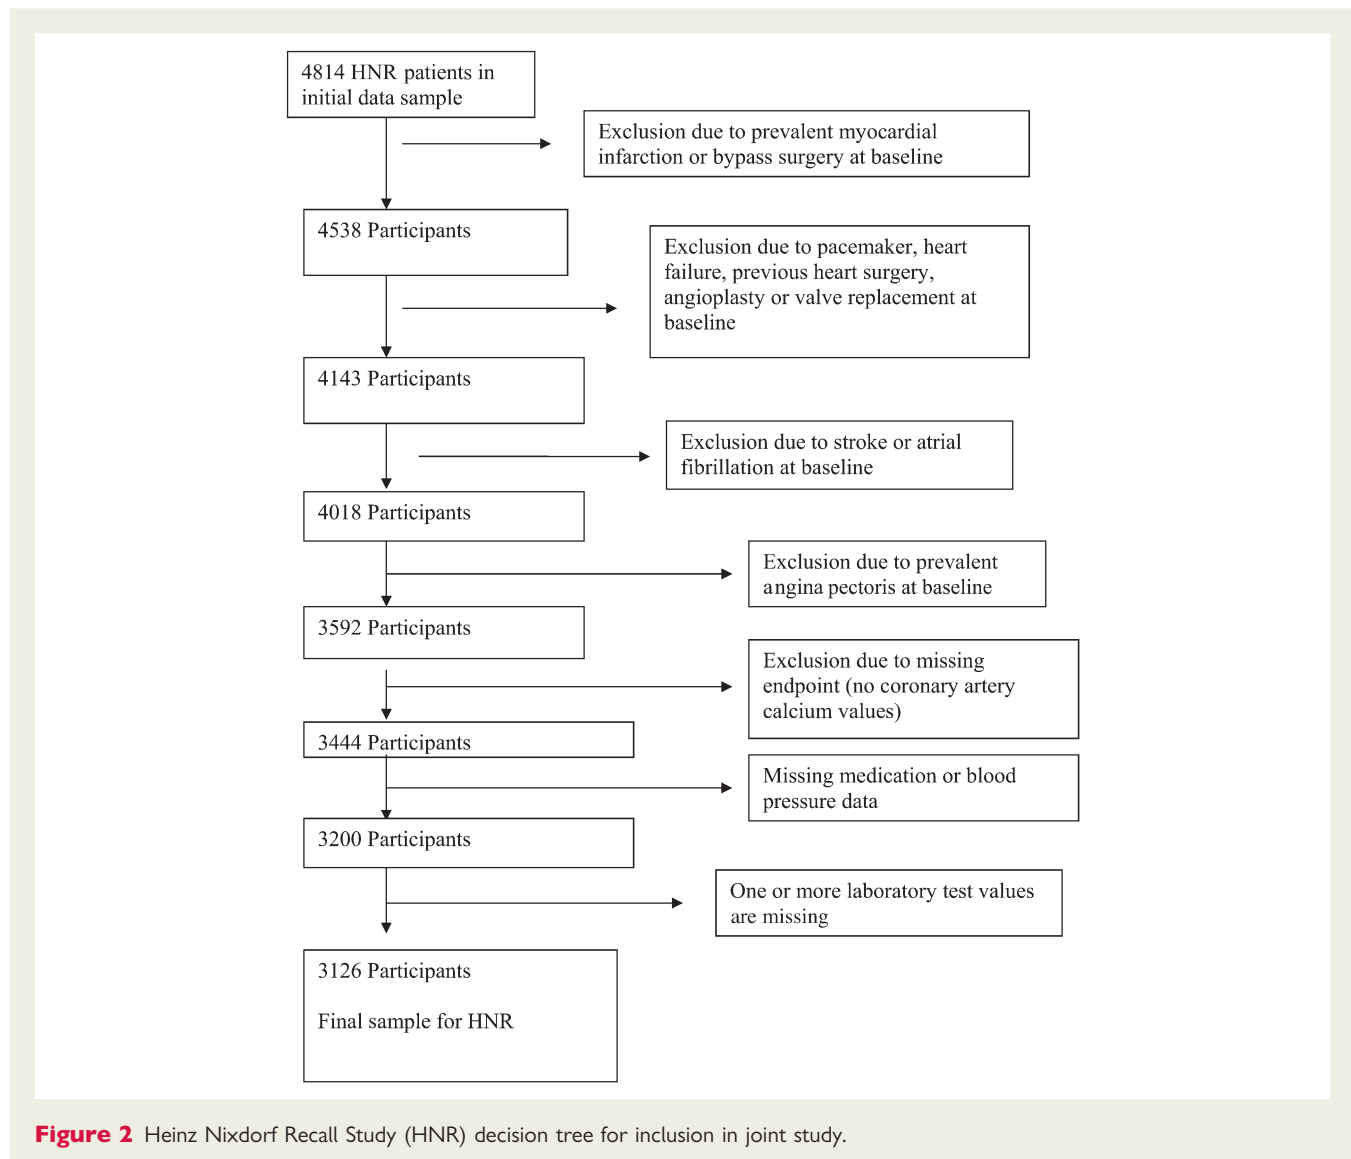 4814 HNR patients in
initial data sample
Exclusion due to prevalent myocardial
infarction or bypass surgery at baseline
4538 Participants
Exclusion due to pacemaker, heart
failure, previous heart surgery,
angioplasty or valve replacement at
baseline
4143 Participants
Exclusion due to stroke or atrial
fibrillation at baseline
4018 Participants
Exclusion due to prevalent
angina pectoris at baseline
3592 Participants
Exclusion due to missing
endpoint (no coronary artery
calcium values)
3444 Participants
Missing medication or blood
pressure data
3200 Participants
One or more laboratory test values
are missing
3126 Participants
Final sample for HNR
Figure 2 Heinz Nixdorf Recall Study (HNR) decision tree for inclusion in joint study.